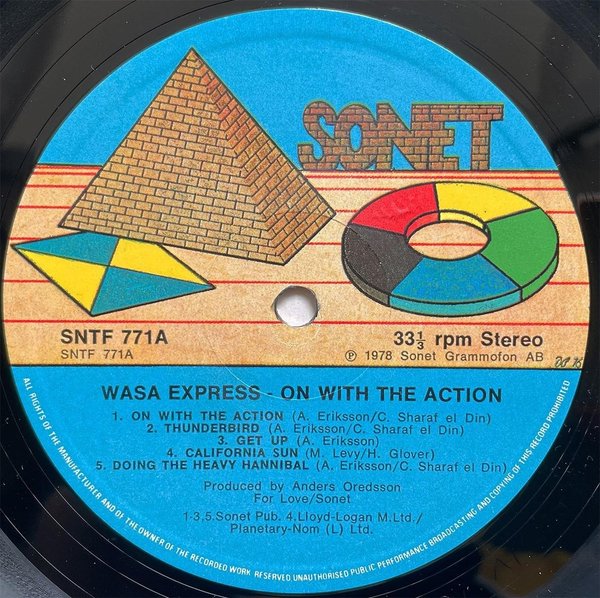 SONET
SNTF 771A
SNTF 771A
33⅓ rpm Stereo
℗ 1978 Sonet Grammofon AB
WASA EXPRESS - ON WITH THE ACTION
1. ON WITH THE ACTION (A. Eriksson/C. Sharaf el Din)
2. THUNDERBIRD (A. Eriksson/C. Sharaf el Din)
3. GET UP (A. Eriksson)
4. CALIFORNIA SUN (M. Levy/H. Glover)
5. DOING THE HEAVY HANNIBAL (A. Eriksson/C. Sharaf el Din)
Produced by Anders Oredsson
For Love/Sonet
1-3,5.Sonet Pub. 4.Lloyd-Logan M.Ltd./
Planetary-Nom (L) Ltd.
ALL RIGHTS OF THE MANUFACTURER AND OF THE OWNER OF THE RECORDED WORK RESERVED UNAUTHORISED PUBLIC PERFORMANCE BROADCASTING AND COPYING OF THIS RECORD PROHIBITED